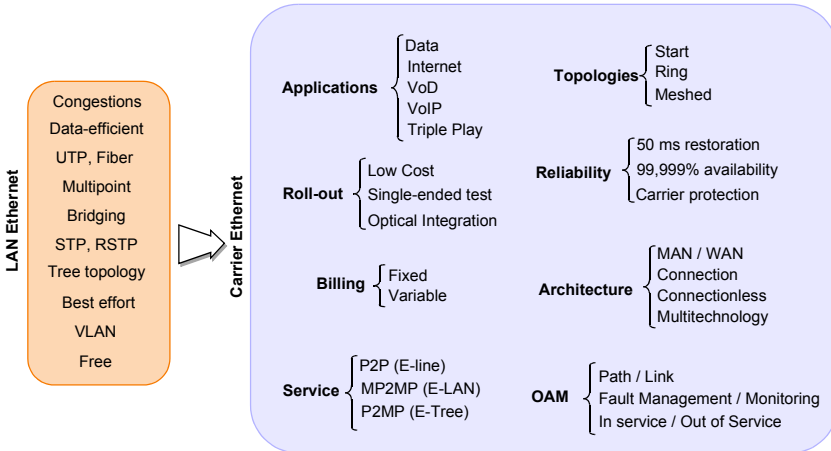 LAN Ethernet
Congestions
Data-efficient
UTP, Fiber
Multipoint
Bridging
STP, RSTP
Tree topology
Best effort
VLAN
Free
Carrier Ethernet
Applications
Data
Internet
VoD
VoIP
Triple Play
Roll-out
Low Cost
Single-ended test
Optical Integration
Billing
Fixed
Variable
Service
P2P (E-line)
MP2MP (E-LAN)
P2MP (E-Tree)
Topologies
Start
Ring
Meshed
Reliability
50 ms restoration
99,999% availability
Carrier protection
Architecture
MAN / WAN
Connection
Connectionless
Multitechnology
OAM
Path / Link
Fault Management / Monitoring
In service / Out of Service